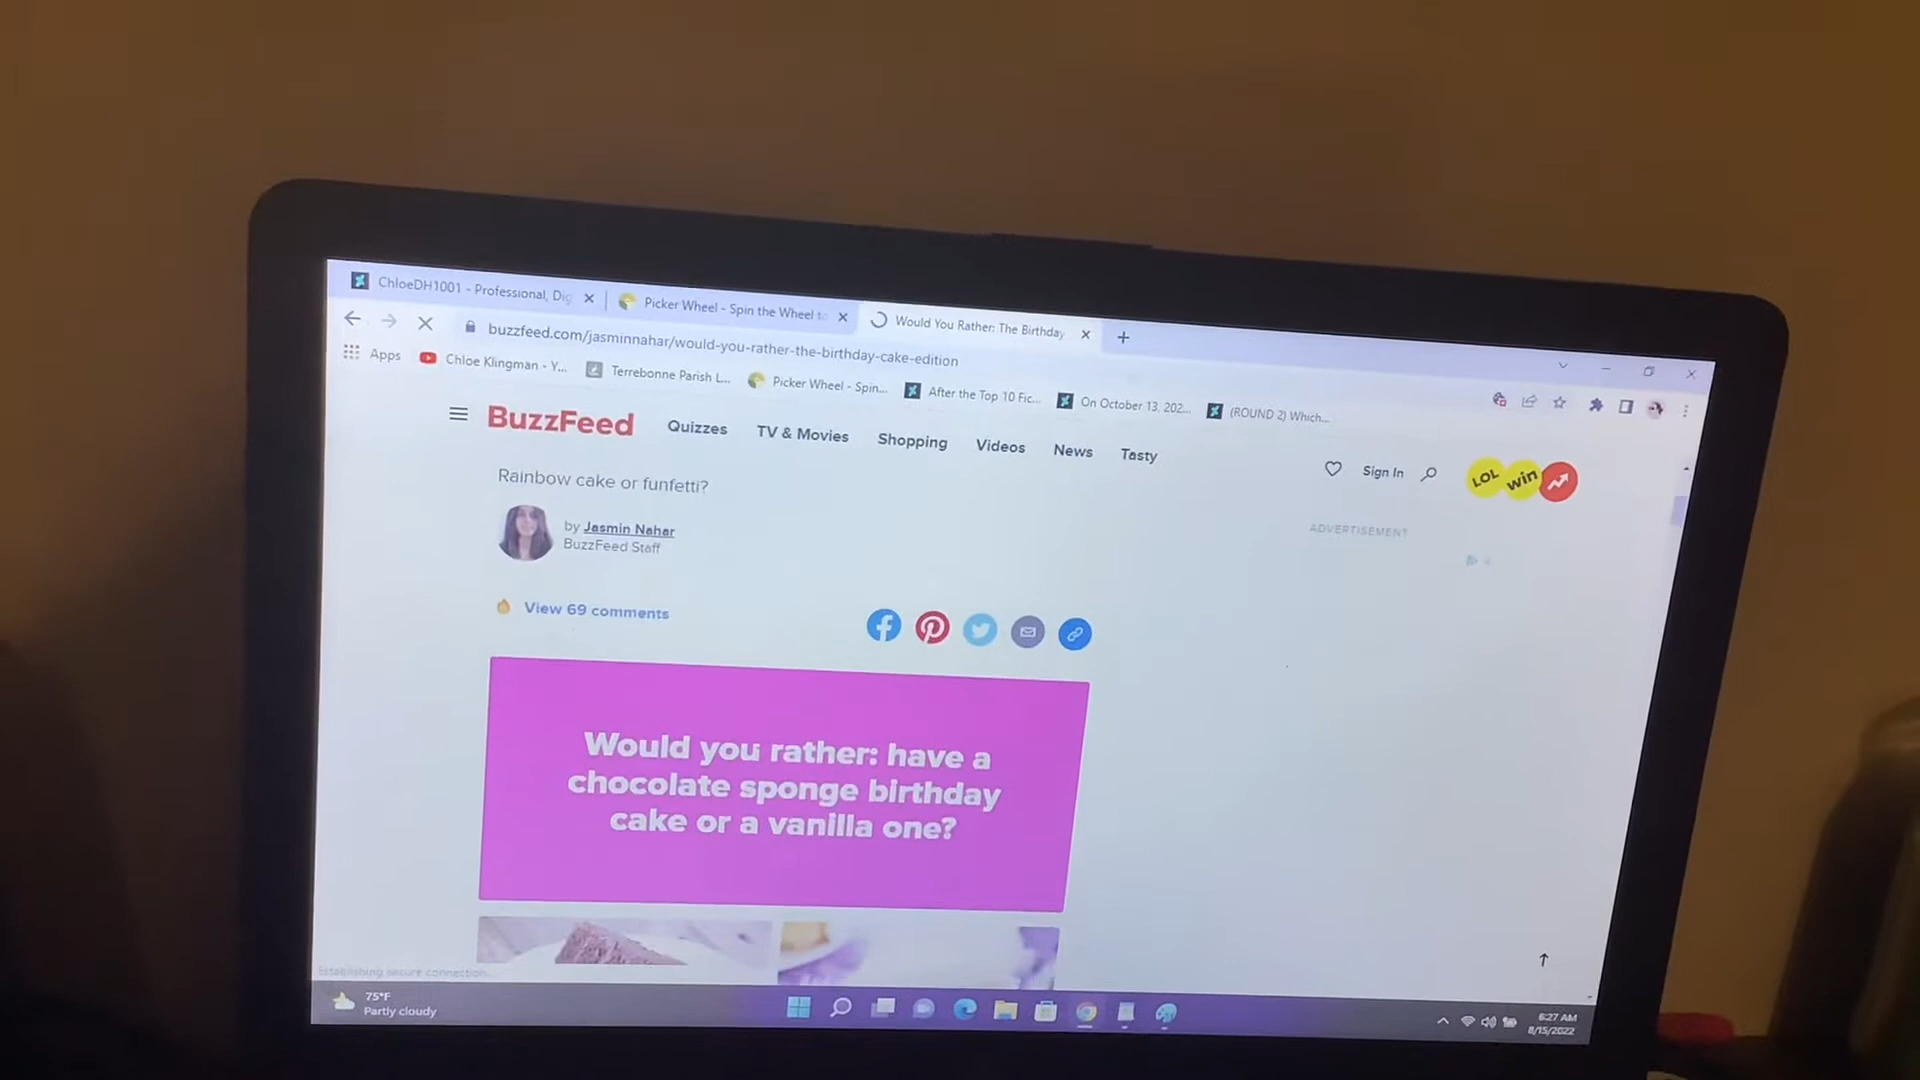 ChloeDH1001 - Professional, Dig
Picker Wheel - Spin the Wheel to
Would You Rather: The Birthday
buzzfeed.com/jasminnahar/would-you-rather-the-birthday-cake-edition
Apps
Chloe Klingman - Y...
Terrebonne Parish L...
Picker Wheel - Spin...
After the Top 10 Fic...
On October 13, 202...
(ROUND 2) Which...
BuzzFeed
Quizzes
TV & Movies
Shopping
Videos
News
Tasty
Sign In
LOL
win
Rainbow cake or funfetti?
by Jasmin Nahar
BuzzFeed Staff
ADVERTISEMENT
View 69 comments
Would you rather: have a
chocolate sponge birthday
cake or a vanilla one?
Establishing secure connection...
75°F
Partly cloudy
6:27 AM
8/15/2022